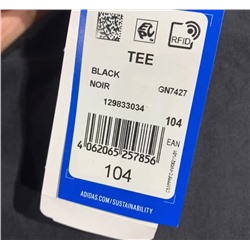 RFID
TEE
BLACK
NOIR
GN7427
129833034
104
EAN
4 062065 257856
104
ADIDAS.COM/SUSTAINABILITY